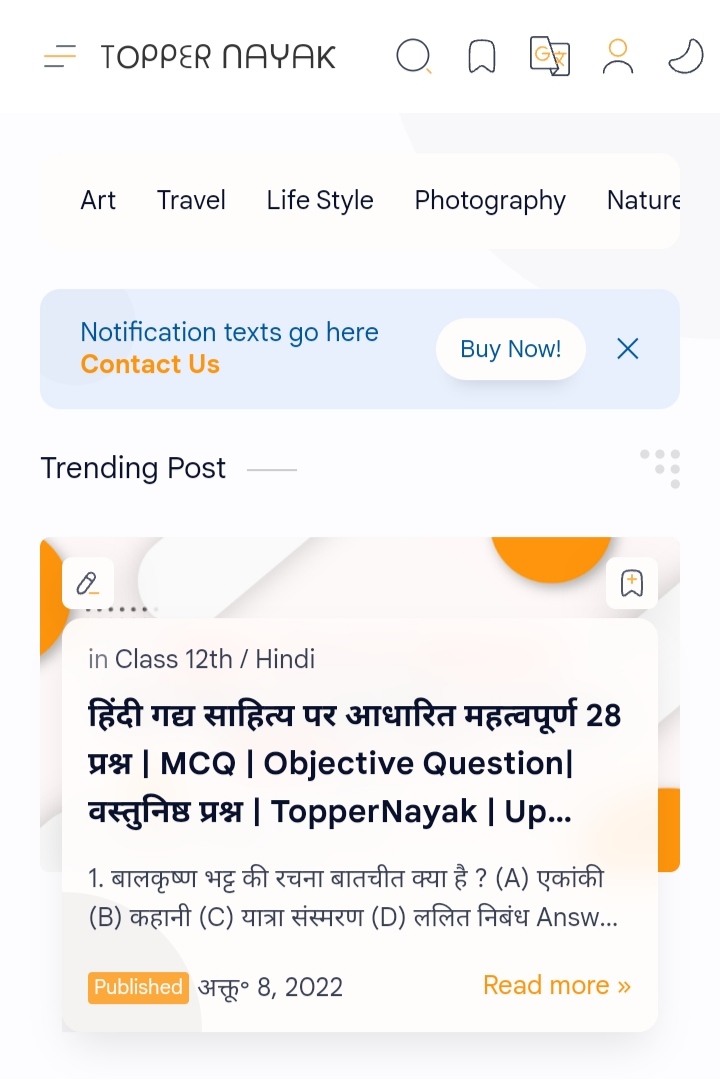 TOPPER NAYAK
Art Travel Life Style Photography Nature
Notification texts go here
Contact Us
Buy Now!
Trending Post
in Class 12th / Hindi
हिंदी गद्य साहित्य पर आधारित महत्वपूर्ण 28
प्रश्न | MCQ | Objective Question|
वस्तुनिष्ठ प्रश्न | TopperNayak | Up...
1. बालकृष्ण भट्ट की रचना बातचीत क्या है ? (A) एकांकी
(B) कहानी (C) यात्रा संस्मरण (D) ललित निबंध Answ...
Published अक्तू॰ 8, 2022
Read more »